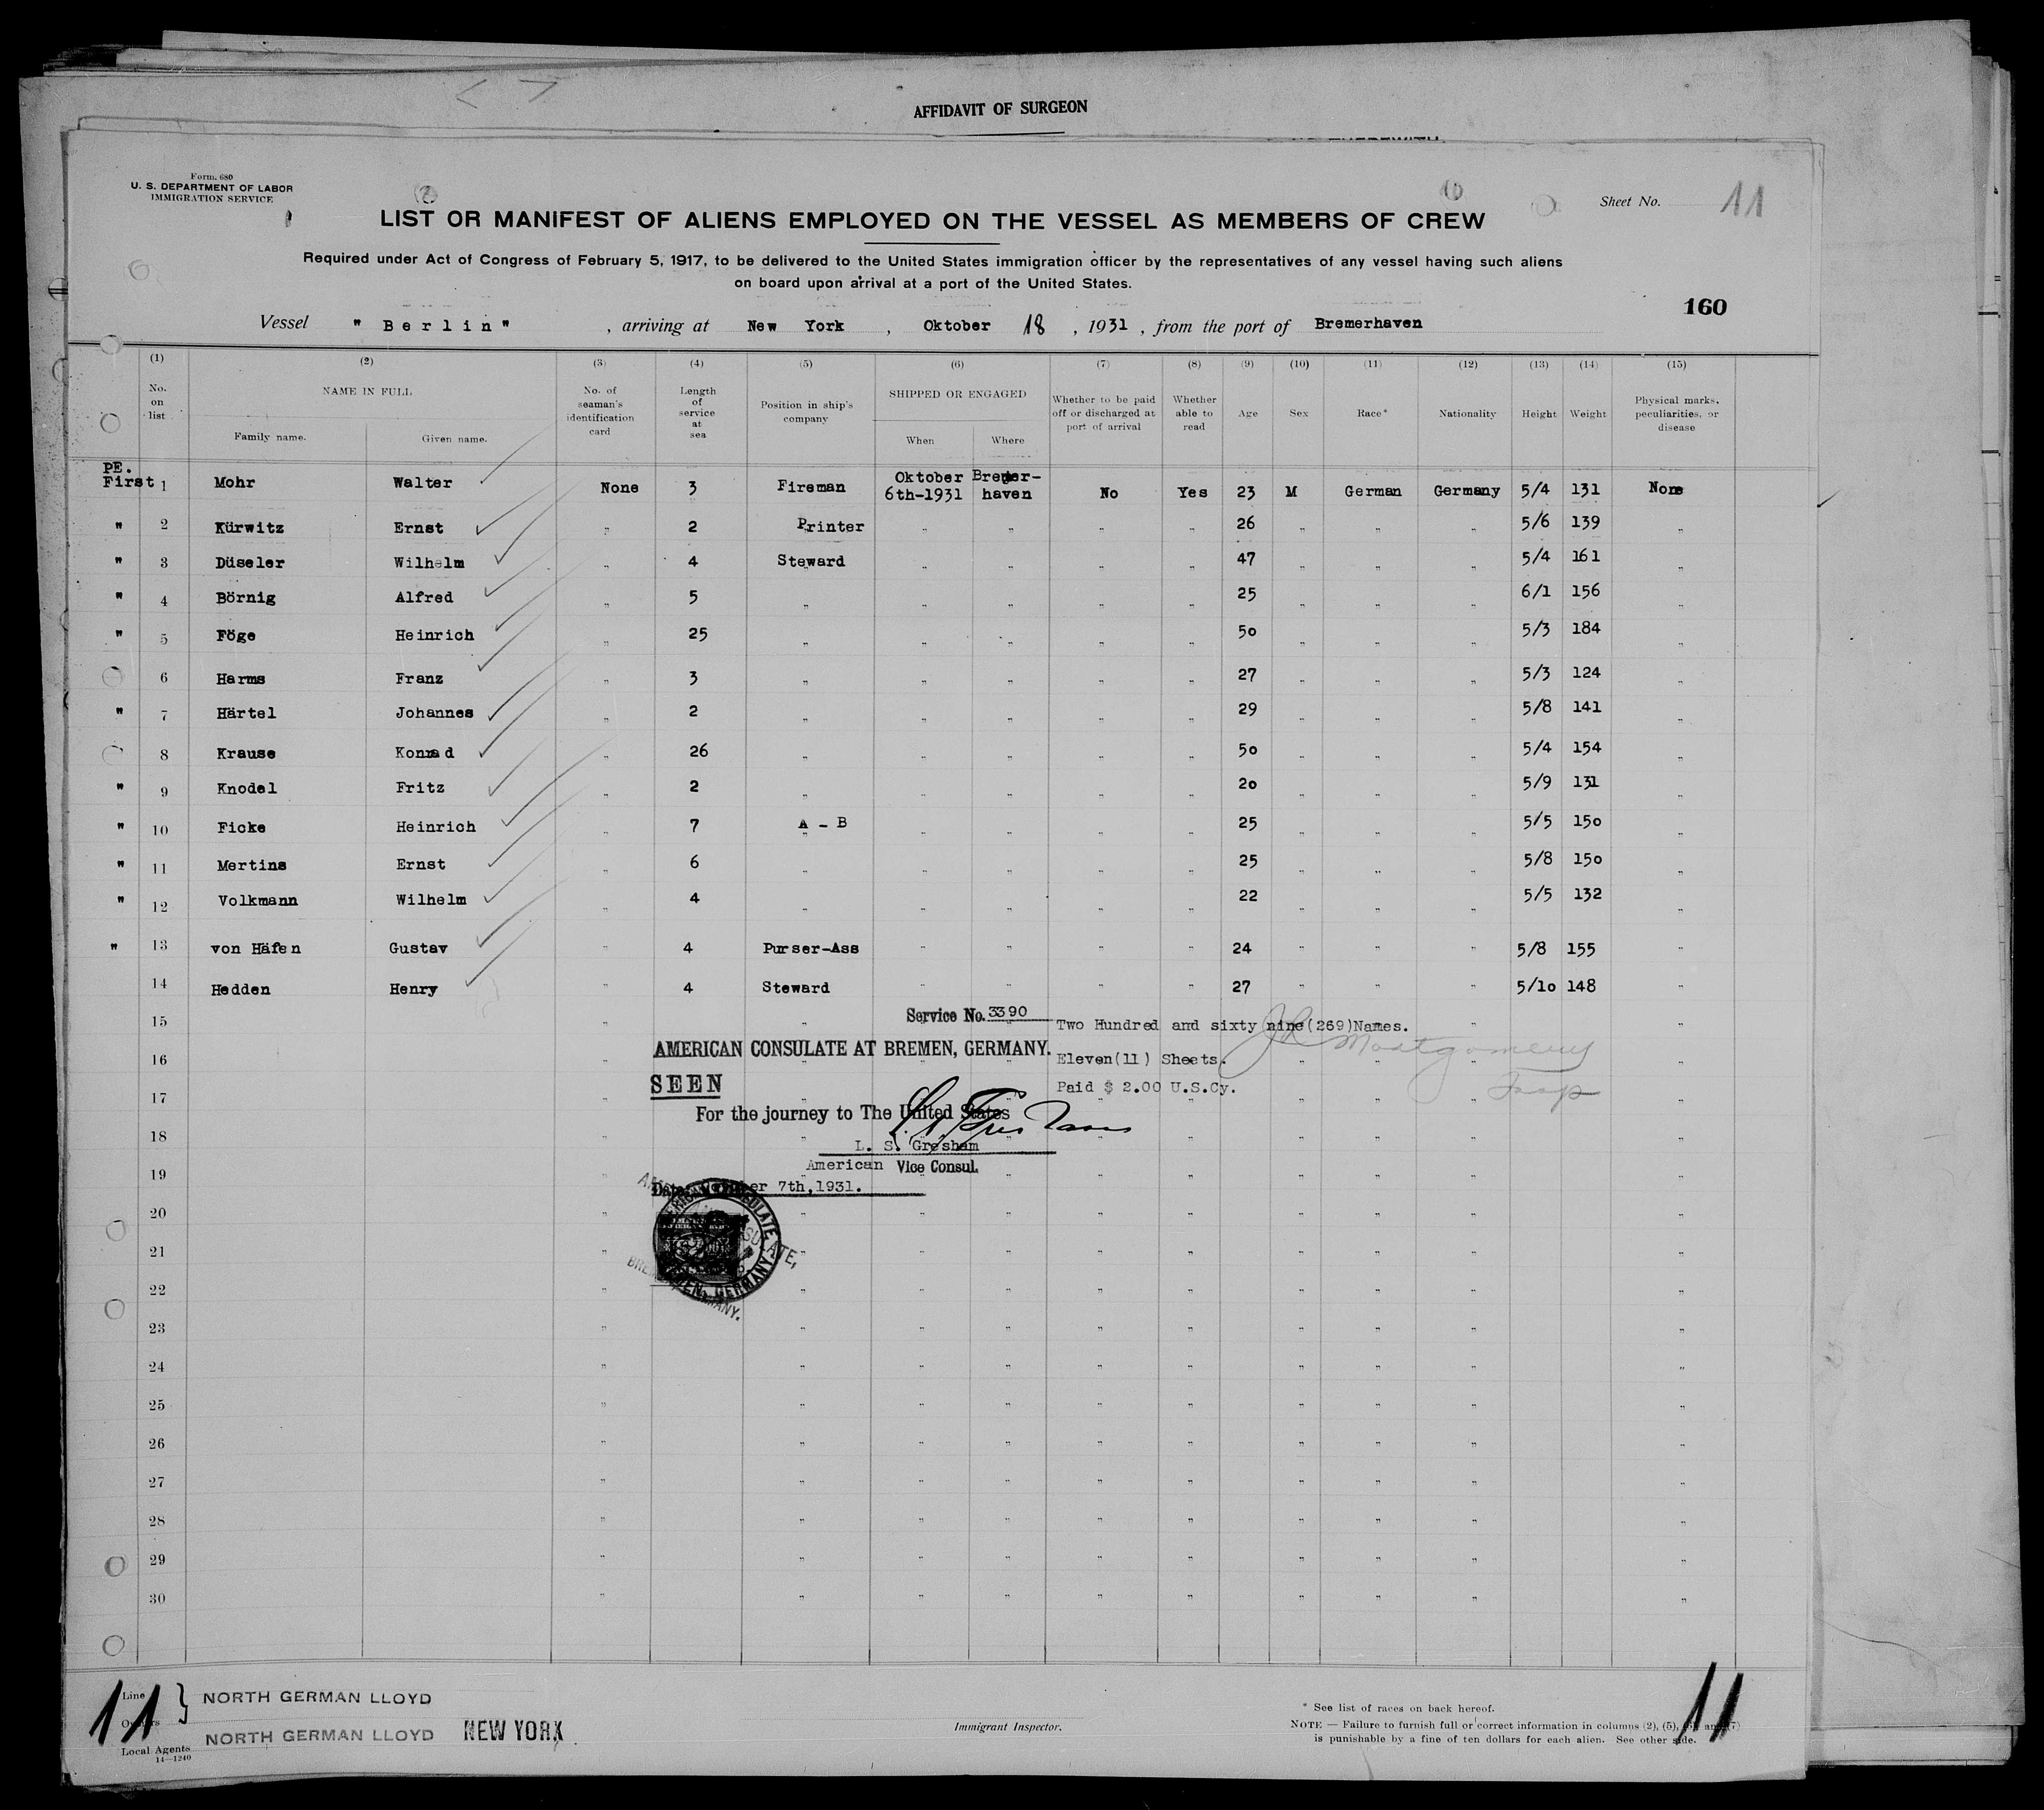 AFFIDAVIT OF SURGEON
Form. 680
U. S. DEPARTMENT OF LABOR
IMMIGRATION SERVICE
Sheet No. 11
LIST OR MANIFEST OF ALIENS EMPLOYED ON THE VESSEL AS MEMBERS OF CREW
Required under Act of Congress of February 5, 1917, to be delivered to the United States immigration officer by the representatives of any vessel having such aliens
on board upon arrival at a port of the United States.
160
Vessel "Berlin" , arriving at New York , Oktober 18 , 1931 , from the port of Bremerhaven
(1) (2) (3) (4) (5) (6) (7) (8) (9) (10) (11) (12) (13) (14) (15)
No. on list NAME IN FULL Family name. Given name. No. of seaman's identification card Length of service at sea Position in ship's company SHIPPED OR ENGAGED When Where Whether to be paid off or discharged at port of arrival Whether able to read Age Sex Race* Nationality Height Weight Physical marks, peculiarities, or disease
PE.
First 1 Mohr Walter None 3 Fireman Oktober 6th-1931 Bremer-haven No Yes 23 M German Germany 5/4 131 None
" 2 Kürwitz Ernst " 2 Printer " " " " 26 " " " 5/6 139 "
" 3 Düseler Wilhelm " 4 Steward " " " " 47 " " " 5/4 161 "
" 4 Börnig Alfred " 5 " " " " " 25 " " " 6/1 156 "
" 5 Föge Heinrich " 25 " " " " " 50 " " " 5/3 184 "
6 Harms Franz " 3 " " " " " 27 " " " 5/3 124 "
" 7 Härtel Johannes " 2 " " " " " 29 " " " 5/8 141 "
8 Krause Konrad " 26 " " " " " 50 " " " 5/4 154 "
" 9 Knodel Fritz " 2 " " " " " 20 " " " 5/9 131 "
" 10 Ficke Heinrich " 7 A - B " " " " 25 " " " 5/5 150 "
" 11 Mertins Ernst " 6 " " " " " 25 " " " 5/8 150 "
" 12 Volkmann Wilhelm " 4 " " " " " 22 " " " 5/5 132 "
" 13 von Häfen Gustav " 4 Purser-Ass " " " " 24 " " " 5/8 155 "
14 Hedden Henry " 4 Steward " " " " 27 " " " 5/10 148 "
15
16
17
18
19
20
21
22
23
24
25
26
27
28
29
30
Service No. 3390
Two Hundred and sixty nine(269)Names.
AMERICAN CONSULATE AT BREMEN, GERMANY.
Eleven(11) Sheets.
J Montgomery
Insp
SEEN
Paid $ 2.00 U.S.Cy.
For the journey to The United States
L. S. Gresham
American Vice Consul.
7th,1931.
11
Line NORTH GERMAN LLOYD
Owners
Local Agents NORTH GERMAN LLOYD NEW YORK
14-1240
Immigrant Inspector.
* See list of races on back hereof.
NOTE — Failure to furnish full or correct information in columns (2), (5), (6), and (7)
is punishable by a fine of ten dollars for each alien. See other side.
11